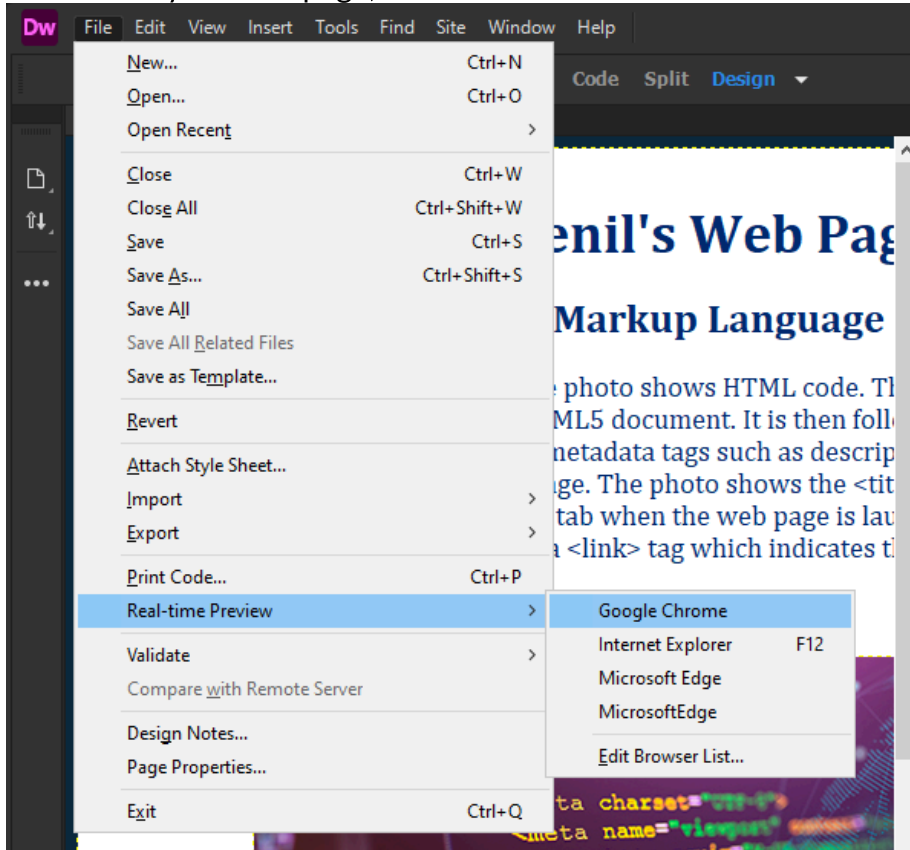 Dw File Edit View Insert Tools Find Site Window Help
Code Split Design
New... Ctrl+N
Open... Ctrl+O
Open Recent
Close Ctrl+W
Close All Ctrl+Shift+W
Save Ctrl+S
Save As... Ctrl+Shift+S
Save All
Save All Related Files
Save as Template...
Revert
Attach Style Sheet...
Import
Export
Print Code... Ctrl+P
Real-time Preview
Validate
Compare with Remote Server
Design Notes...
Page Properties...
Exit Ctrl+Q
Google Chrome
Internet Explorer F12
Microsoft Edge
MicrosoftEdge
Edit Browser List...
enil's Web Pag
Markup Language
photo shows HTML code. Th
ML5 document. It is then foll
metadata tags such as descrip
ge. The photo shows the <tit
tab when the web page is lau
a <link> tag which indicates t
ta charset=
<meta name="viewport"